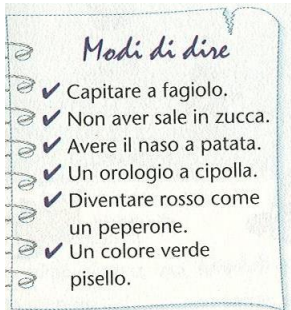 Modi di dire
✔ Capitare a fagiolo.
✔ Non aver sale in zucca.
✔ Avere il naso a patata.
✔ Un orologio a cipolla.
✔ Diventare rosso come
un peperone.
✔ Un colore verde
pisello.